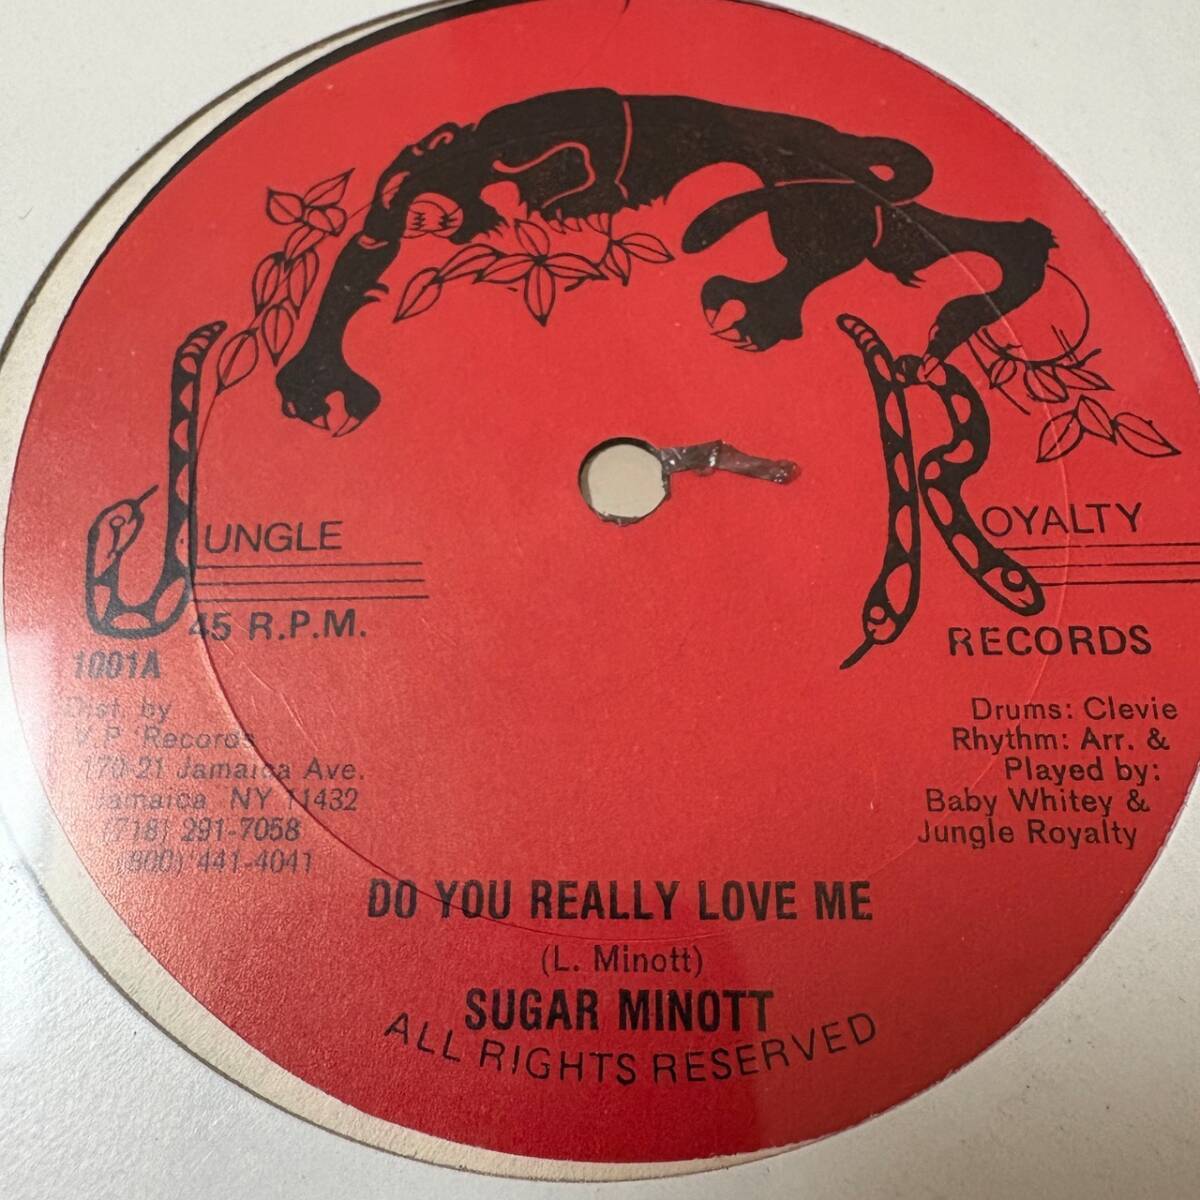 JUNGLE
45 R.P.M.
1001A
Dist. by
V.P. Records
170-21 Jamaica Ave.
Jamaica, NY 11432
(718) 291-7058
(800) 441-4041
ROYALTY
RECORDS
Drums: Clevie
Rhythm: Arr. &
Played by:
Baby Whitey &
Jungle Royalty
DO YOU REALLY LOVE ME
(L. Minott)
SUGAR MINOTT
ALL RIGHTS RESERVED